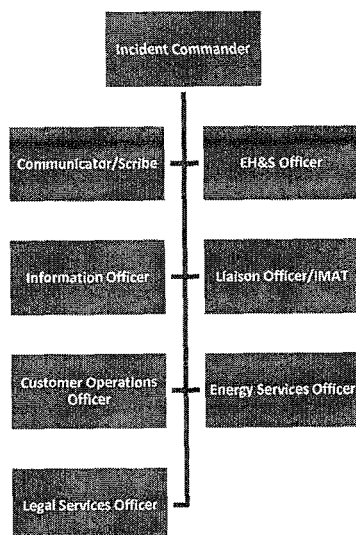 Incident Commander
Communicator/Scribe
EH&S Officer
Information Officer
Liaison Officer/IMAT
Customer Operations
Officer
Energy Services Officer
Legal Services Officer